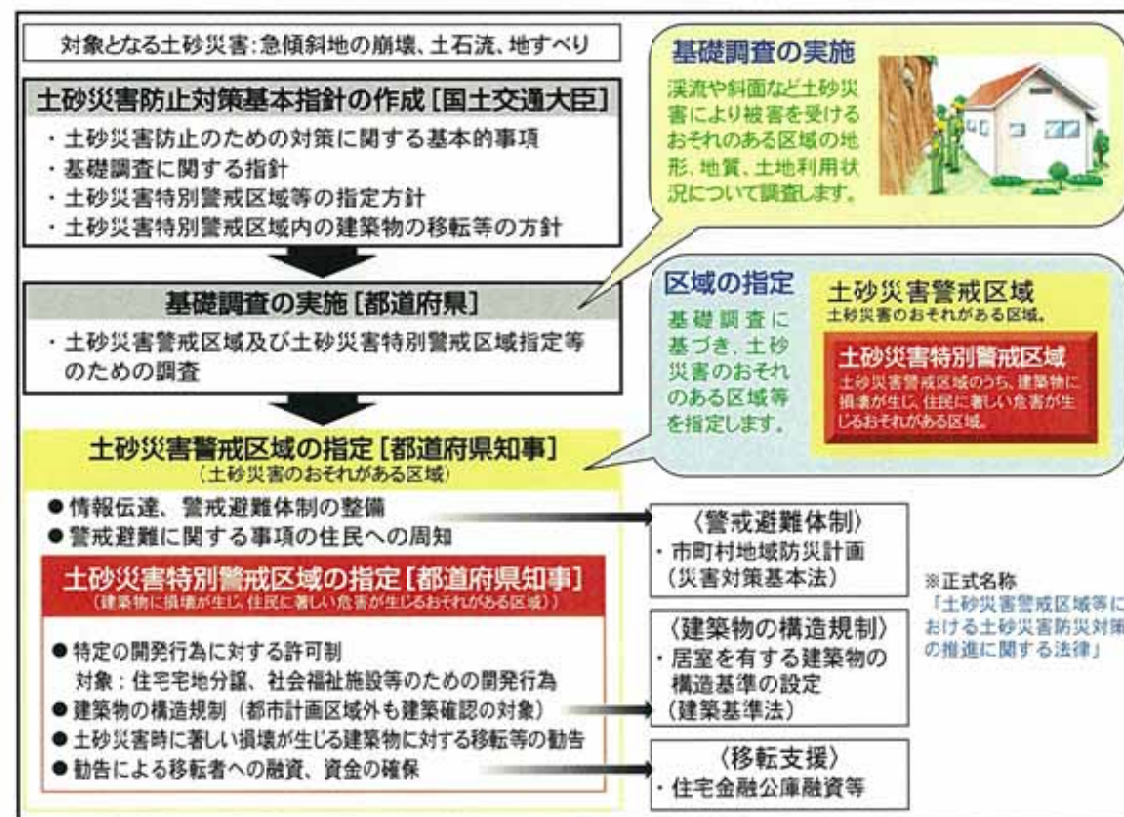 対象となる土砂災害:急傾斜地の崩壊、土石流、地すべり
土砂災害防止対策基本指針の作成[国土交通大臣]
・土砂災害防止のための対策に関する基本的事項
・基礎調査に関する指針
・土砂災害特別警戒区域等の指定方針
・土砂災害特別警戒区域内の建築物の移転等の方針
基礎調査の実施
渓流や斜面など土砂災
害により被害を受ける
おそれのある区域の地
形、地質、土地利用状
況について調査します。
基礎調査の実施[都道府県]
・土砂災害警戒区域及び土砂災害特別警戒区域指定等
のための調査
区域の指定
基礎調査に
基づき、土砂
災害のおそれ
のある区域等
を指定します。
土砂災害警戒区域
土砂災害のおそれがある区域。
土砂災害特別警戒区域
土砂災害警戒区域のうち、建築物に
損壊が生じ、住民に著しい危害が生
じるおそれがある区域。
土砂災害警戒区域の指定[都道府県知事]
(土砂災害のおそれがある区域)
●情報伝達、警戒避難体制の整備
●警戒避難に関する事項の住民への周知
土砂災害特別警戒区域の指定[都道府県知事]
(建築物に損壊が生じ、住民に著しい危害が生じるおそれがある区域))
●特定の開発行為に対する許可制
対象:住宅宅地分譲、社会福祉施設等のための開発行為
●建築物の構造規制(都市計画区域外も建築確認の対象)
●土砂災害時に著しい損壊が生じる建築物に対する移転等の勧告
●勧告による移転者への融資、資金の確保
〈警戒避難体制〉
・市町村地域防災計画
(災害対策基本法)
〈建築物の構造規制〉
・居室を有する建築物の
構造基準の設定
(建築基準法)
〈移転支援〉
・住宅金融公庫融資等
※正式名称
「土砂災害警戒区域等に
おける土砂災害防災対策
の推進に関する法律」